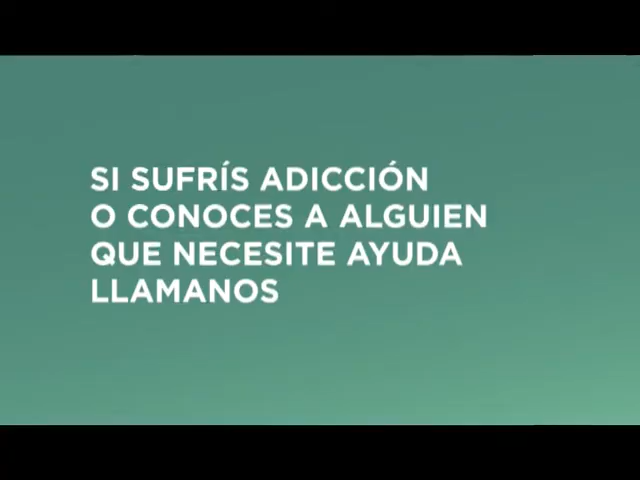 SI SUFRÍS ADICCIÓN
O CONOCES A ALGUIEN
QUE NECESITE AYUDA
LLAMANOS